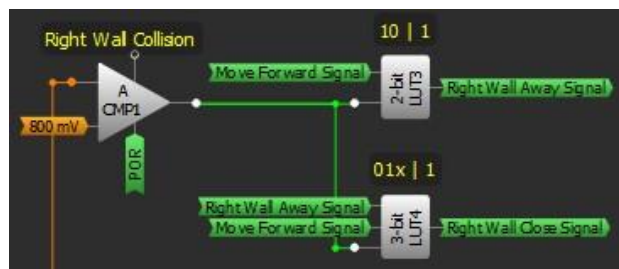 Right Wall Collision
10 | 1
Move Forward Signal
A
CMP1
2-bit
LUT3
Right Wall Away Signal
800 mV
POR
01x | 1
Right Wall Away Signal
Move Forward Signal
3-bit
LUT4
Right Wall Close Signal